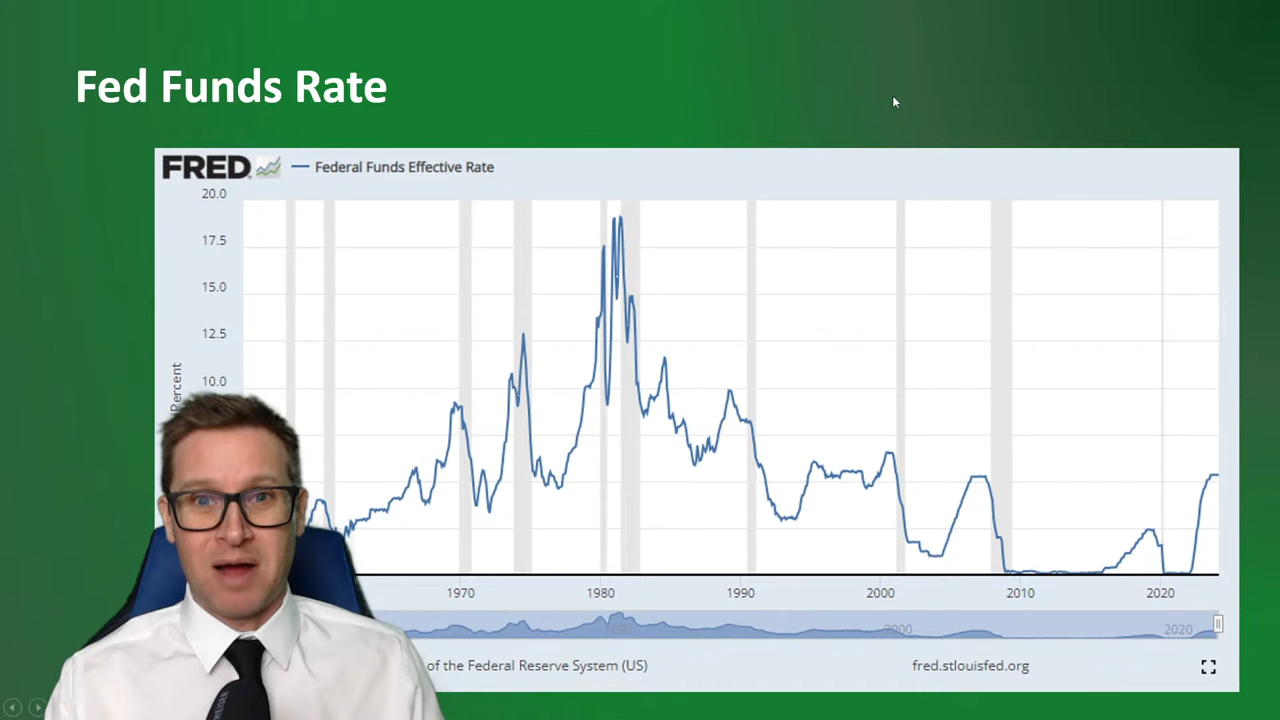 Fed Funds Rate
FRED
Federal Funds Effective Rate
20.0
17.5
15.0
12.5
10.0
Percent
1970
1980
1990
2000
2010
2020
2000
2020
of the Federal Reserve System (US)
fred.stlouisfed.org